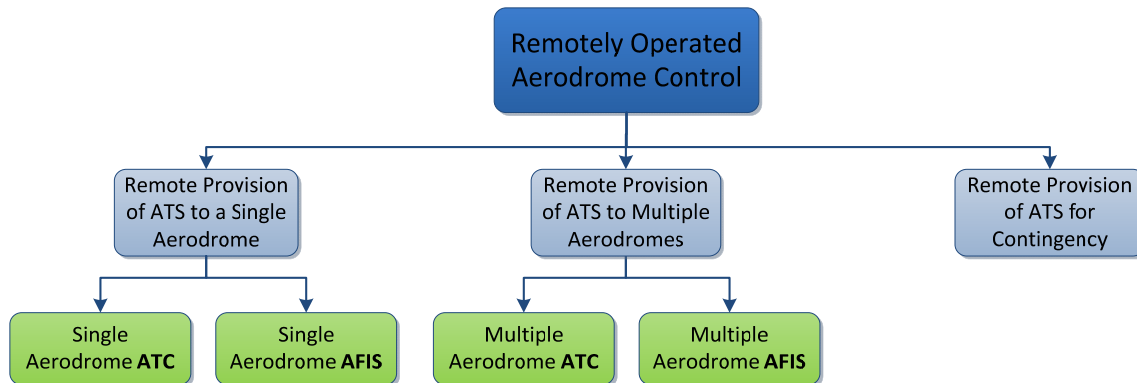 Remotely Operated
Aerodrome Control
Remote Provision
of ATS to a Single
Aerodrome
Remote Provision
of ATS to Multiple
Aerodromes
Remote Provision
of ATS for
Contingency
Single
Aerodrome ATC
Single
Aerodrome AFIS
Multiple
Aerodrome ATC
Multiple
Aerodrome AFIS